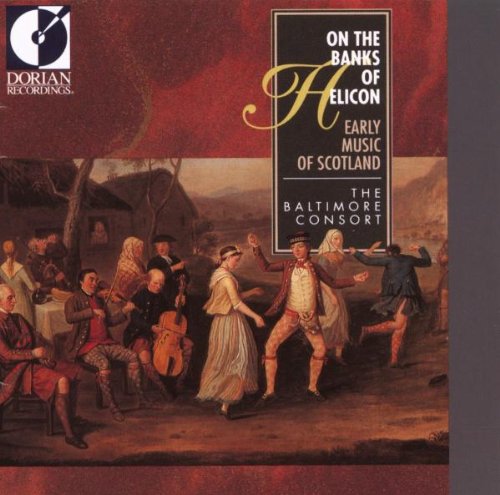 DORIAN
RECORDINGS®
ON THE
BANKS
OF
HELICON
EARLY
MUSIC
OF SCOTLAND
THE
BALTIMORE
CONSORT